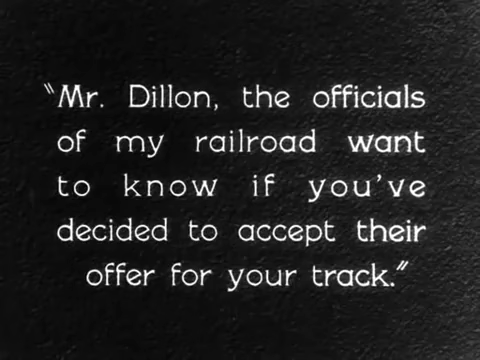 "Mr. Dillon, the officials
of my railroad want
to know if you've
decided to accept their
offer for your track."